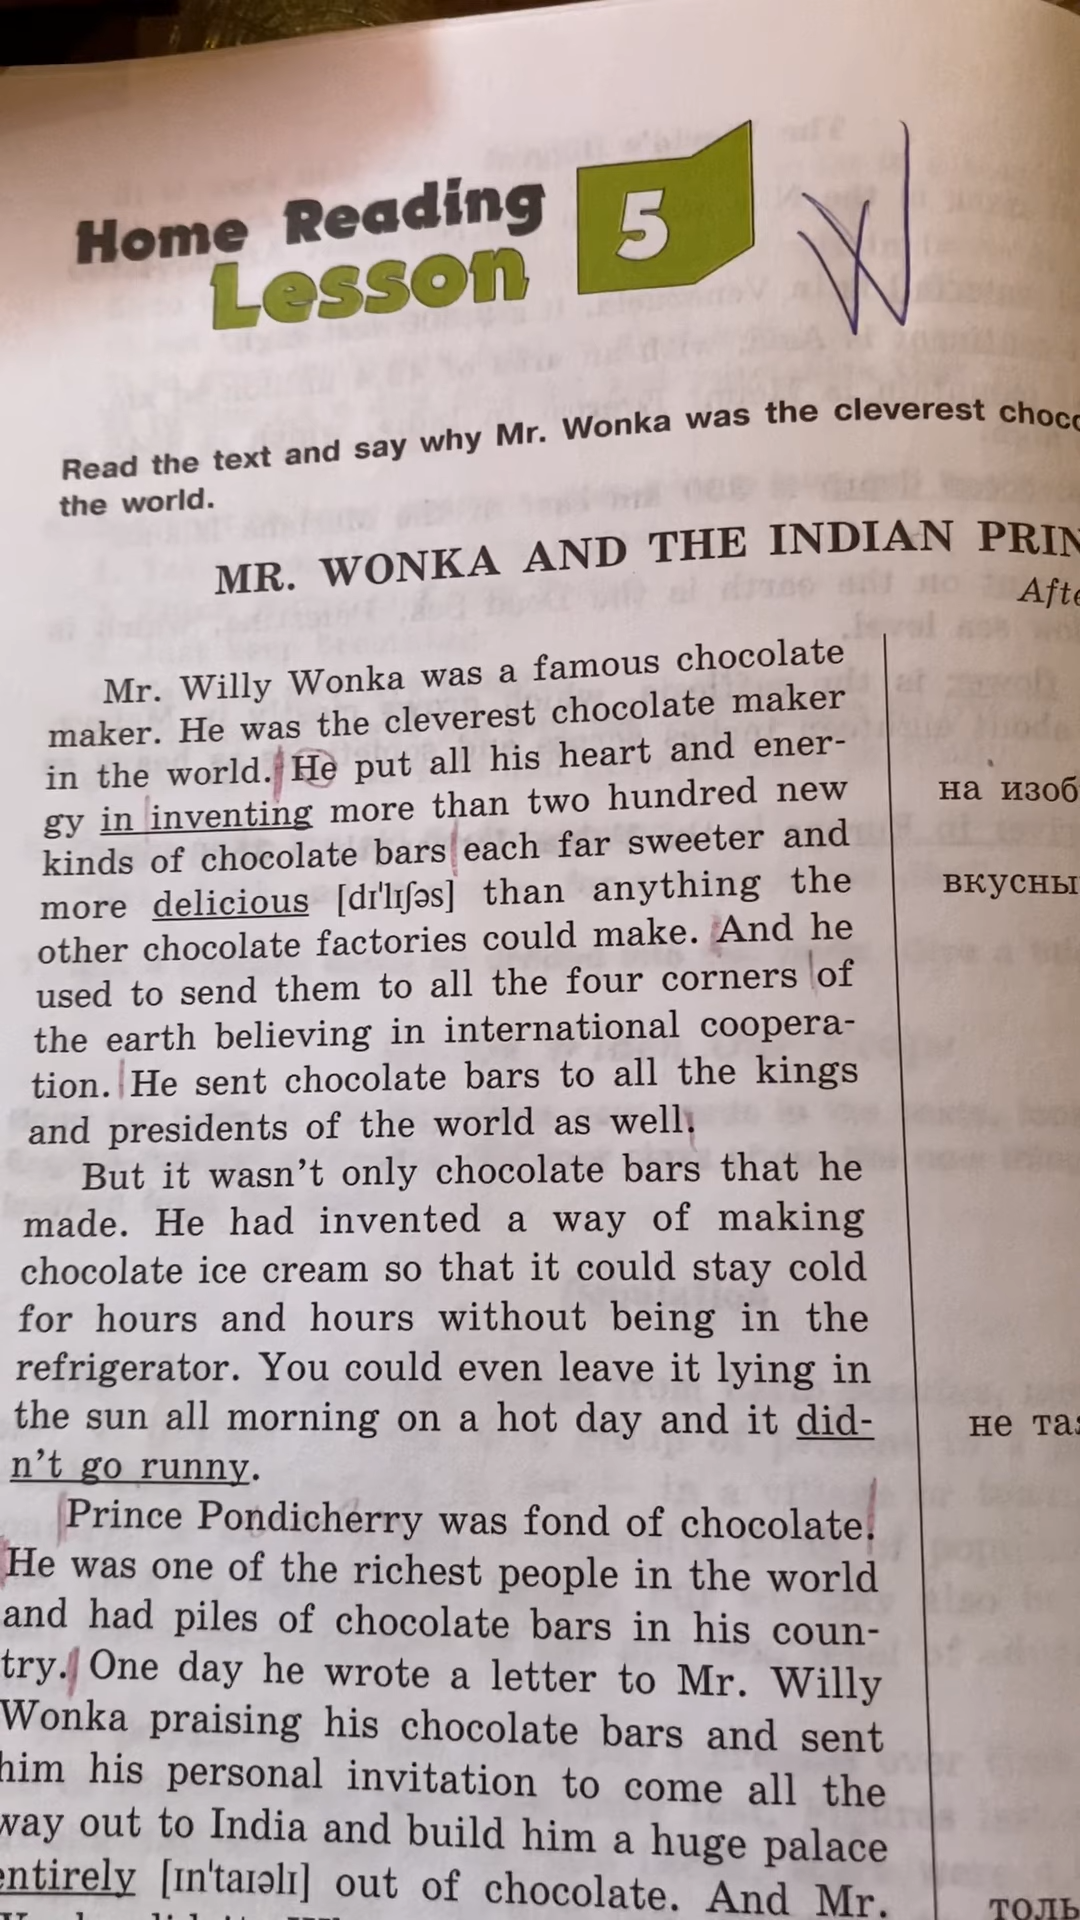 Home Reading
Lesson 5
Read the text and say why Mr. Wonka was the cleverest
the world.
MR. WONKA AND THE INDIAN
Mr. Willy Wonka was a famous chocolate
maker. He was the cleverest chocolate maker
in the world. He put all his heart and ener-
gy in inventing more than two hundred new
на
kinds of chocolate bars each far sweeter and
more delicious [dɪ'lɪʃəs] than anything the
other chocolate factories could make. And he
used to send them to all the four corners of
the earth believing in international coopera-
tion. He sent chocolate bars to all the kings
and presidents of the world as well.
But it wasn't only chocolate bars that he
made. He had invented a way of making
chocolate ice cream so that it could stay cold
for hours and hours without being in the
refrigerator. You could even leave it lying in
the sun all morning on a hot day and it did-
не
n't go runny.
Prince Pondicherry was fond of chocolate.
He was one of the richest people in the world
and had piles of chocolate bars in his coun-
try. One day he wrote a letter to Mr. Willy
Wonka praising his chocolate bars and sent
him his personal invitation to come all the
way out to India and build him a huge palace
entirely [ɪn'taɪəlɪ] out of chocolate. And Mr.